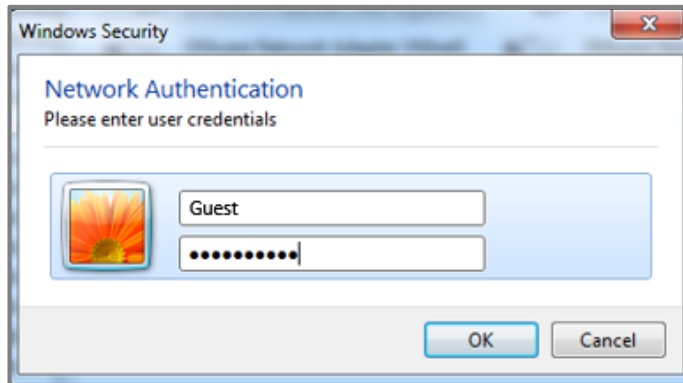 Windows Security
Network Authentication
Please enter user credentials
Guest
●●●●●●●●●●
OK
Cancel